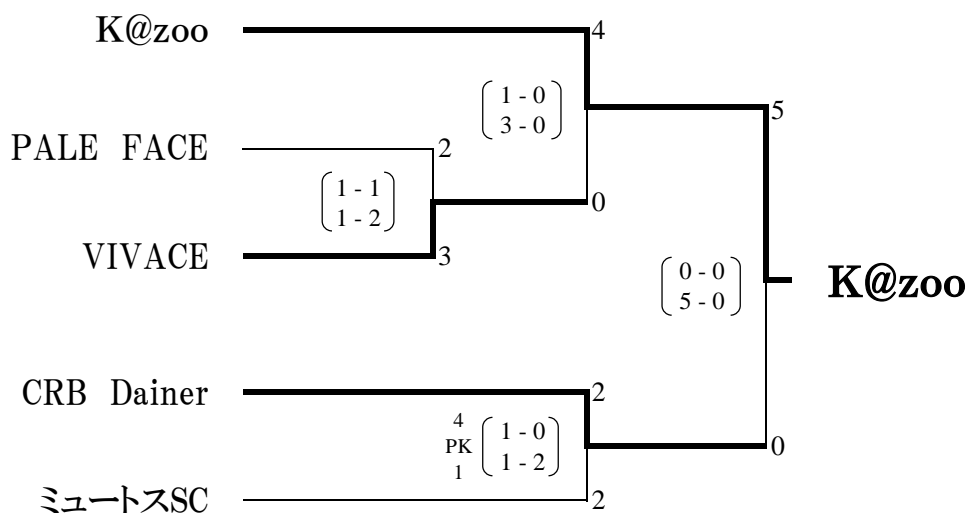 K@zoo
4
1 - 0
3 - 0
5
PALE FACE
2
1 - 1
1 - 2
0
VIVACE
3
0 - 0
5 - 0
K@zoo
CRB Dainer
2
4
PK
1
1 - 0
1 - 2
0
ミュートスSC
2